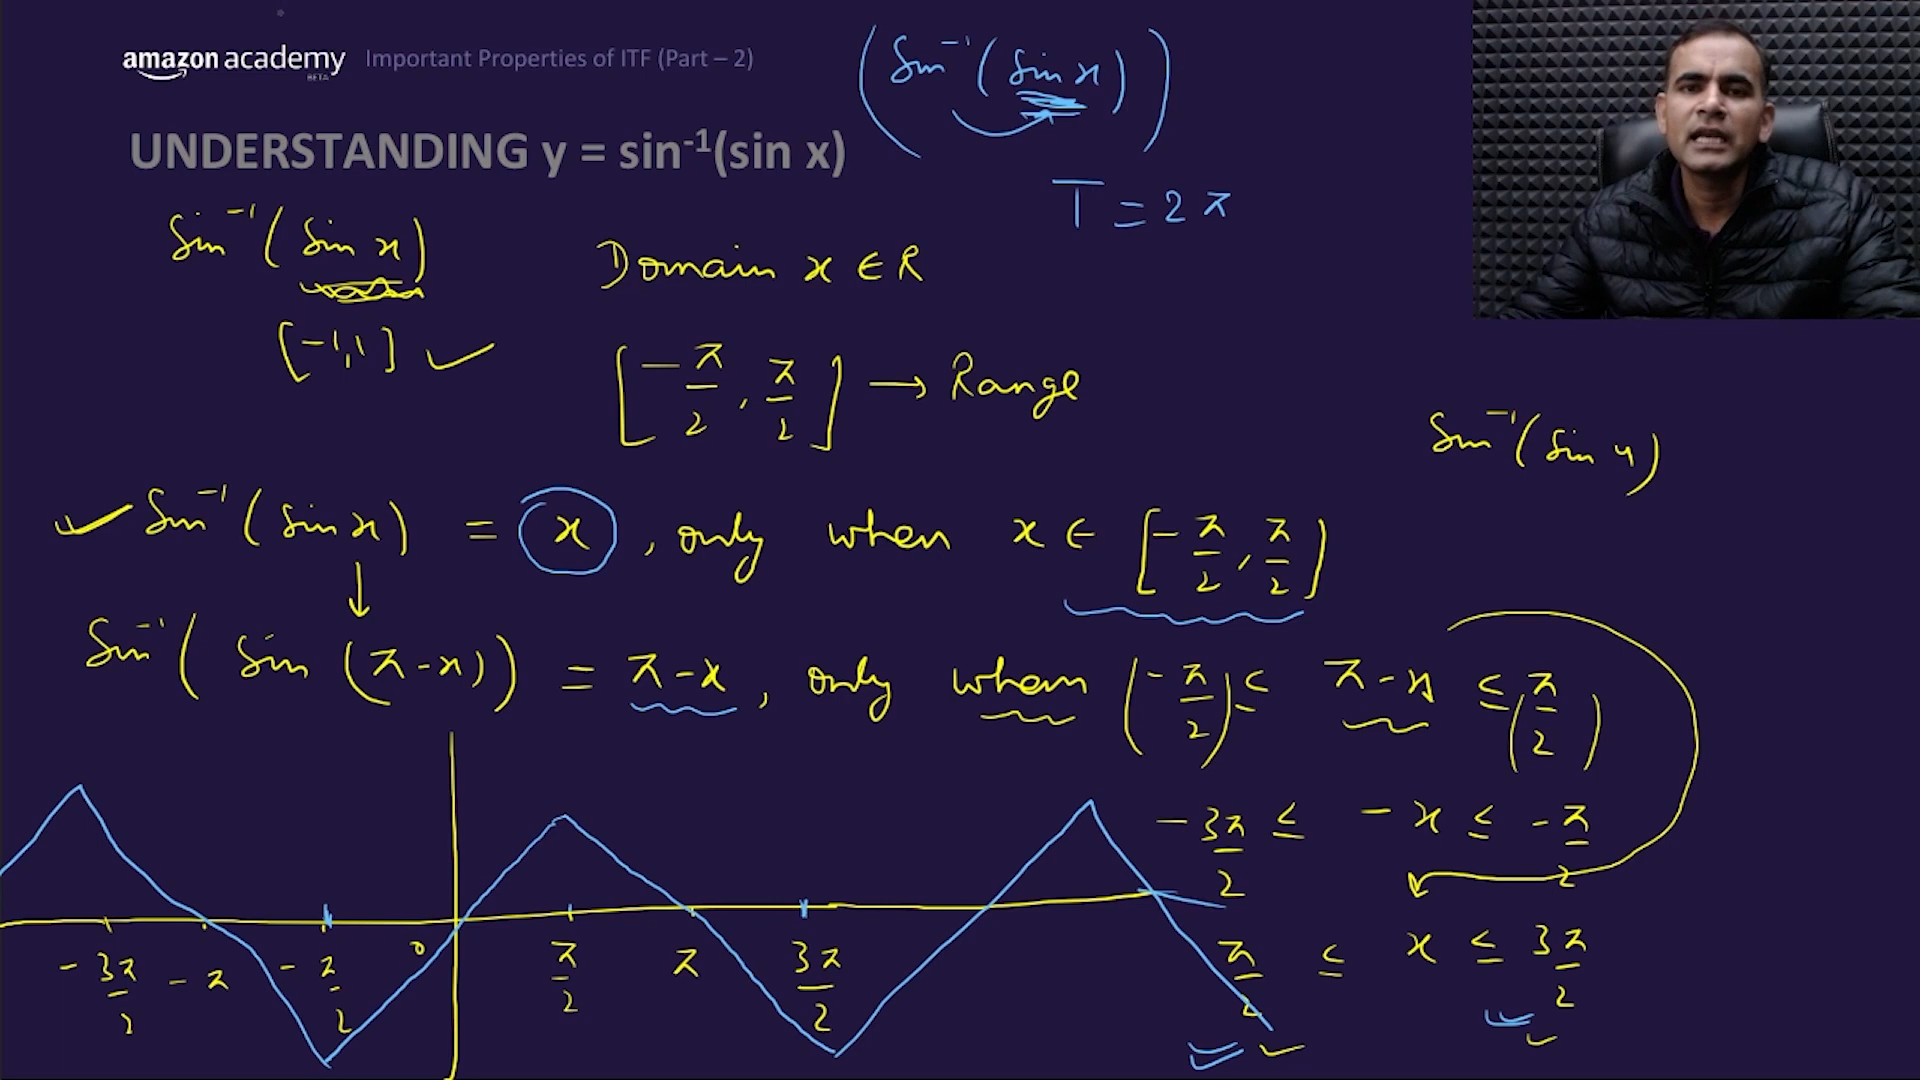 amazon academy
BETA
Important Properties of ITF (Part – 2)
(sin⁻¹(sin x))
UNDERSTANDING y = sin⁻¹(sin x)
T = 2π
sin⁻¹(sin x)
Domain x ∈ R
[-1,1] ✓
[-π/2, π/2] → Range
sin⁻¹(sin 4)
✓ sin⁻¹(sin x) = x, only when x ∈ [-π/2, π/2]
↓
sin⁻¹(sin(π-x)) = π-x, only when (-π/2) ≤ π-x ≤ (π/2)
-3π/2 ≤ -x ≤ -π/2
π/2 ≤ x ≤ 3π/2
-3π/2 -π -π/2 0 π/2 π 3π/2